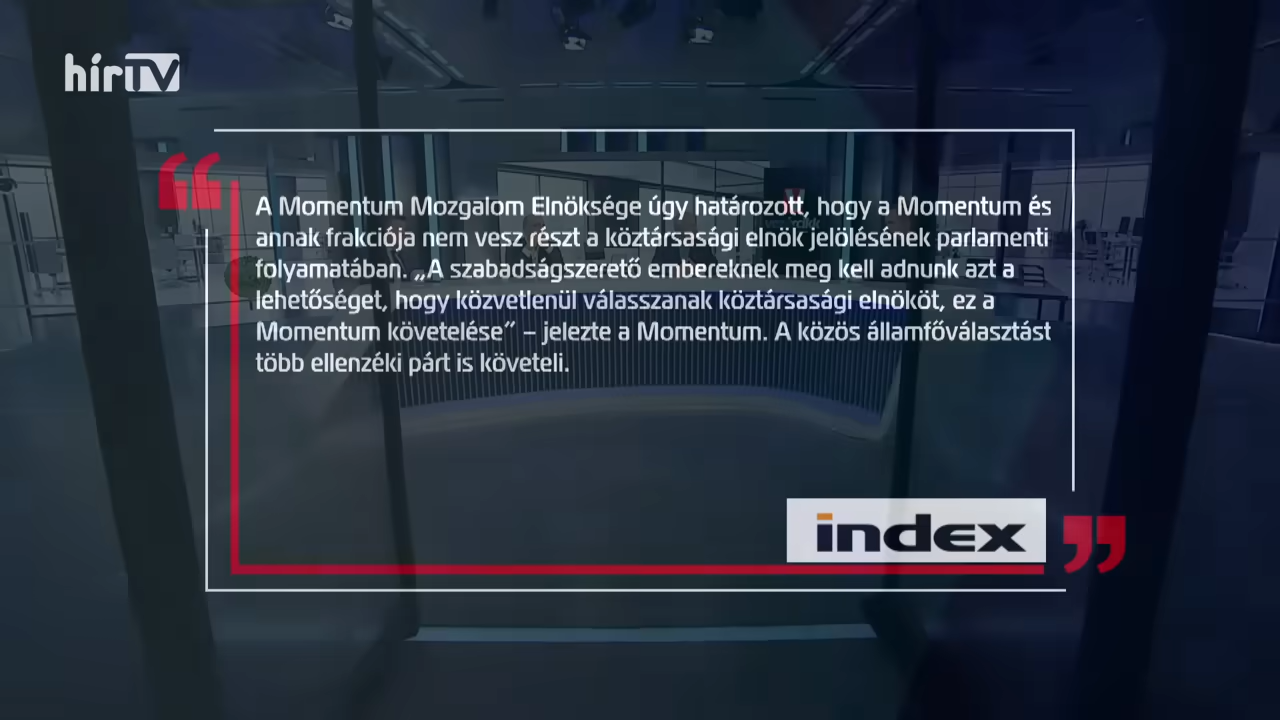 hírTV
A Momentum Mozgalom Elnöksége úgy határozott, hogy a Momentum és
annak frakciója nem vesz részt a köztársasági elnök jelölésének parlamenti
folyamatában. „A szabadságszerető embereknek meg kell adnunk azt a
lehetőséget, hogy közvetlenül válasszanak köztársasági elnököt, ez a
Momentum követelése” – jelezte a Momentum. A közös államfőválasztást
több ellenzéki párt is követeli.
index